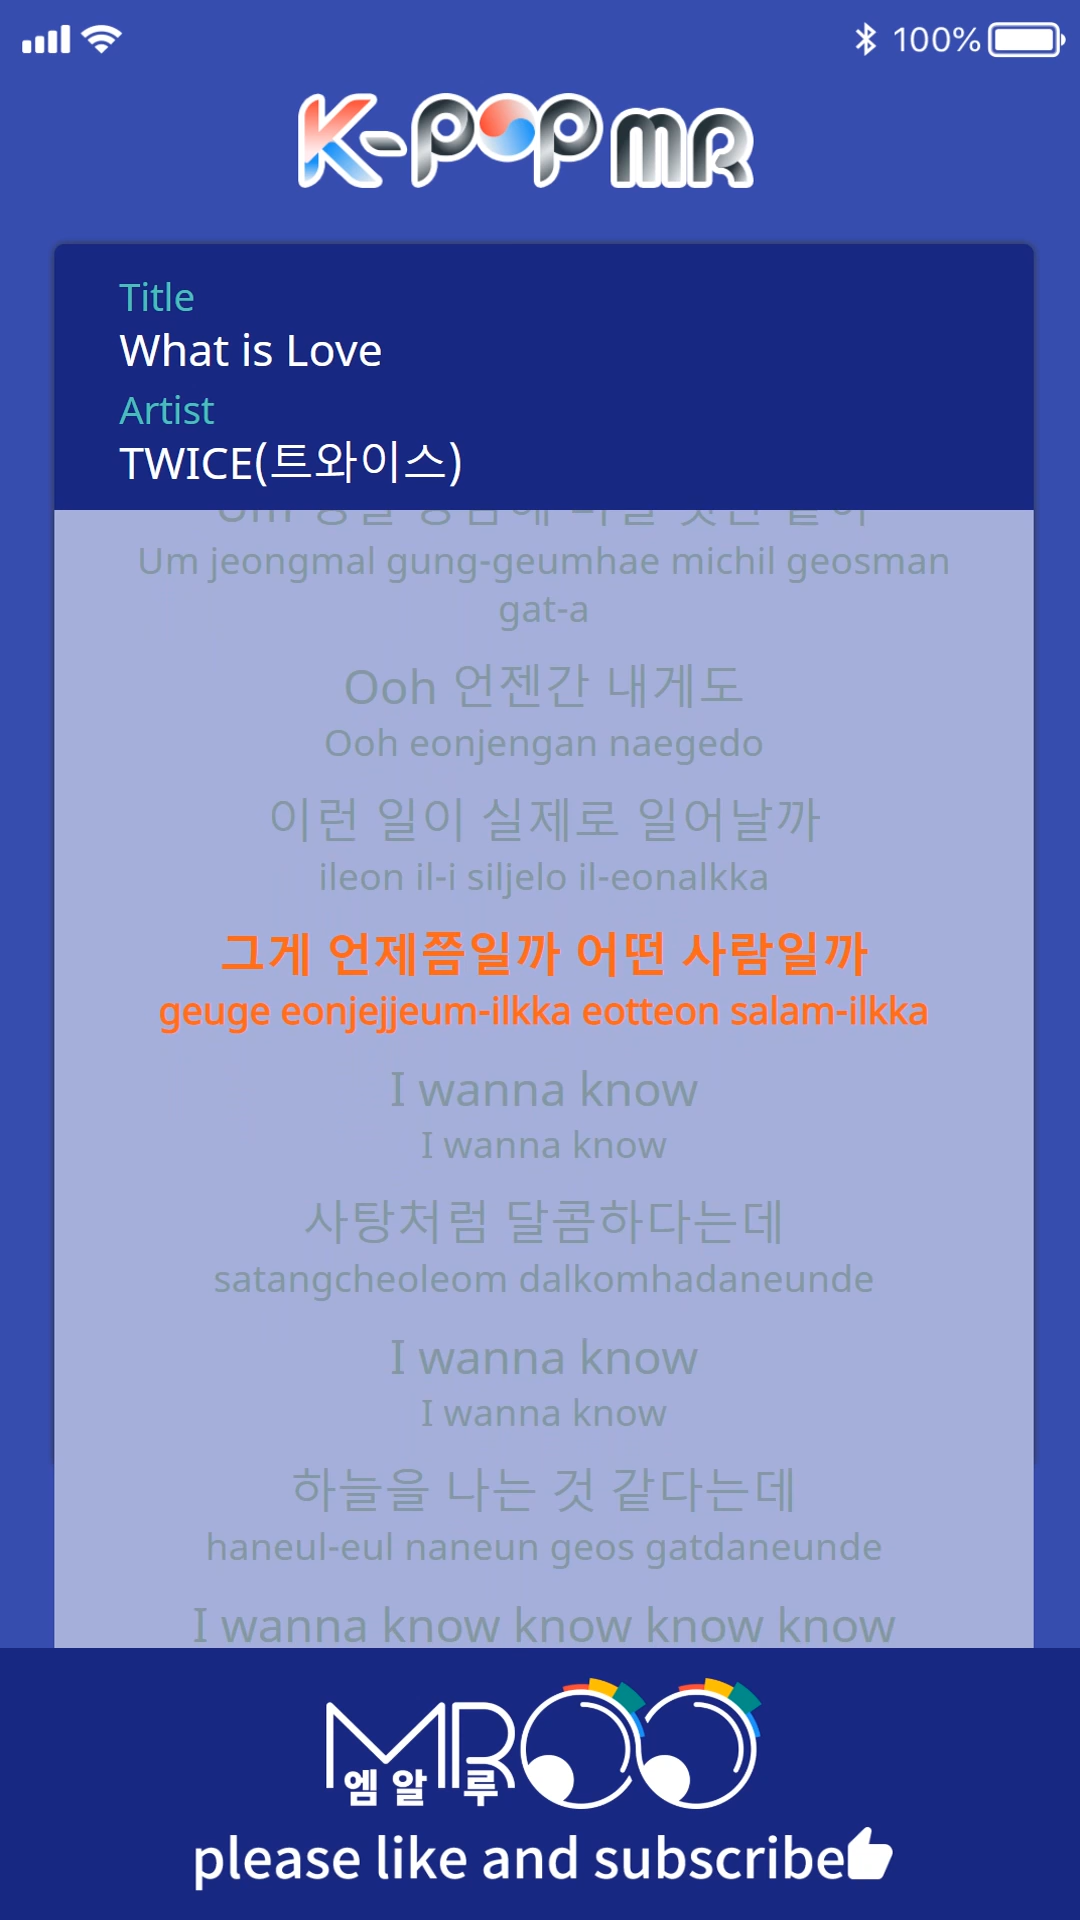 100%
K-POP MR
Title
What is Love
Artist
TWICE(트와이스)
Um jeongmal gung-geumhae michil geosman
gat-a
Ooh 언젠간 내게도
Ooh eonjengan naegedo
이런 일이 실제로 일어날까
ileon il-i siljelo il-eonalkka
그게 언제쯤일까 어떤 사람일까
geuge eonjejjeum-ilkka eotteon salam-ilkka
I wanna know
I wanna know
사탕처럼 달콤하다는데
satangcheoleom dalkomhadaneunde
I wanna know
I wanna know
하늘을 나는 것 같다는데
haneul-eul naneun geos gatdaneunde
I wanna know know know know
MROO
엠알루
please like and subscribe